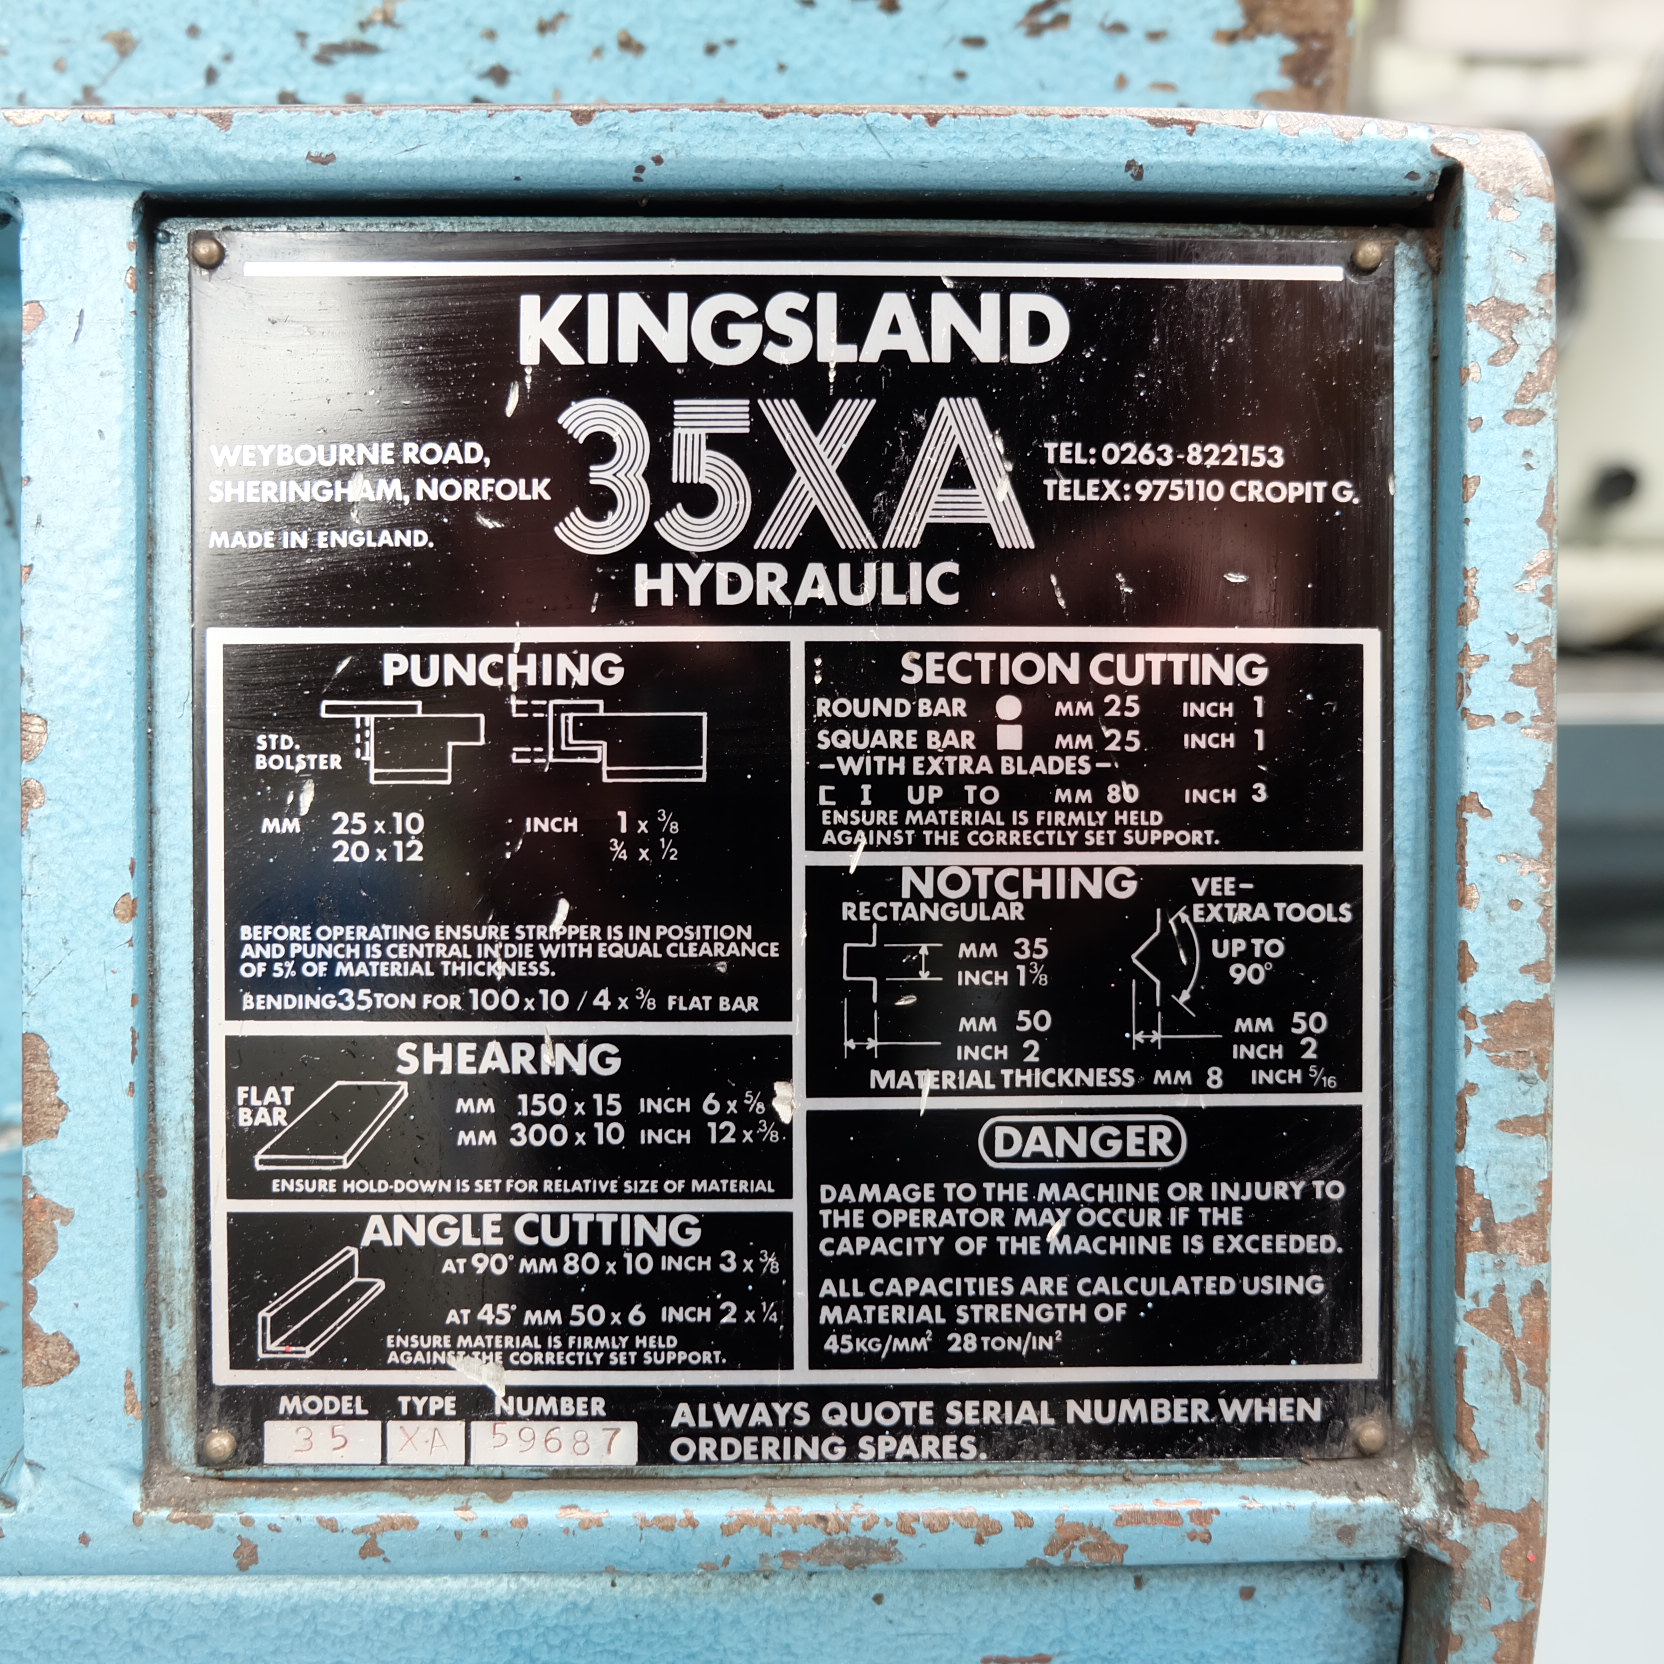 KINGSLAND
35XA
HYDRAULIC
WEYBOURNE ROAD,
SHERINGHAM, NORFOLK
MADE IN ENGLAND.
TEL: 0263-822153
TELEX: 975110 CROPIT G.
PUNCHING
STD.
BOLSTER
MM 25 x 10 INCH 1 x 3/8
20 x 12 3/4 x 1/2
BEFORE OPERATING ENSURE STRIPPER IS IN POSITION
AND PUNCH IS CENTRAL IN DIE WITH EQUAL CLEARANCE
OF 5% OF MATERIAL THICKNESS.
BENDING 35 TON FOR 100 x 10 / 4 x 3/8 FLAT BAR
SHEARING
FLAT
BAR
MM 150 x 15 INCH 6 x 5/8
MM 300 x 10 INCH 12 x 3/8
ENSURE HOLD-DOWN IS SET FOR RELATIVE SIZE OF MATERIAL
ANGLE CUTTING
AT 90° MM 80 x 10 INCH 3 x 3/8
AT 45° MM 50 x 6 INCH 2 x 1/4
ENSURE MATERIAL IS FIRMLY HELD
AGAINST THE CORRECTLY SET SUPPORT.
SECTION CUTTING
ROUND BAR MM 25 INCH 1
SQUARE BAR MM 25 INCH 1
-WITH EXTRA BLADES-
UP TO MM 80 INCH 3
ENSURE MATERIAL IS FIRMLY HELD
AGAINST THE CORRECTLY SET SUPPORT.
NOTCHING
RECTANGULAR
MM 35
INCH 1 3/8
MM 50
INCH 2
VEE-
EXTRA TOOLS
UP TO
90°
MM 50
INCH 2
MATERIAL THICKNESS MM 8 INCH 5/16
DANGER
DAMAGE TO THE MACHINE OR INJURY TO
THE OPERATOR MAY OCCUR IF THE
CAPACITY OF THE MACHINE IS EXCEEDED.
ALL CAPACITIES ARE CALCULATED USING
MATERIAL STRENGTH OF
45KG/MM² 28 TON/IN²
MODEL TYPE NUMBER
35 XA 59687
ALWAYS QUOTE SERIAL NUMBER WHEN
ORDERING SPARES.